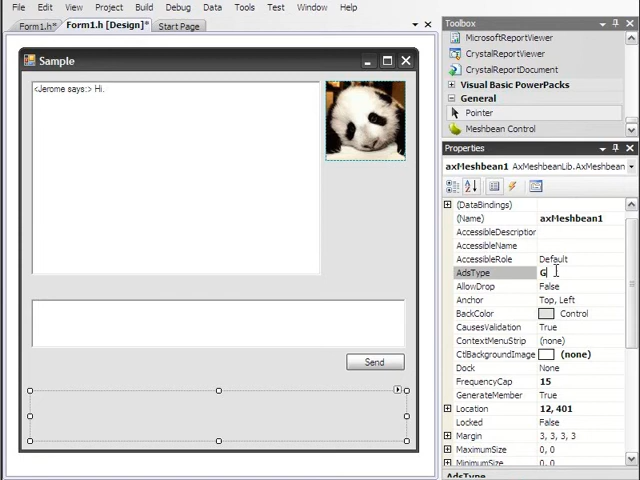 File Edit View Project Build Debug Data Tools Test Window Help
Form1.h* Form1.h [Design]* Start Page
Sample
<Jerome says:> Hi.
Send
Toolbox
MicrosoftReportViewer
CrystalReportViewer
CrystalReportDocument
Visual Basic PowerPacks
General
Pointer
Meshbean Control
Properties
axMeshbean1 AxMeshbeanLib.AxMeshbean
(DataBindings)
(Name) axMeshbean1
AccessibleDescription
AccessibleName
AccessibleRole Default
AdsType G
AllowDrop False
Anchor Top, Left
BackColor Control
CausesValidation True
ContextMenuStrip (none)
CtlBackgroundImage (none)
Dock None
FrequencyCap 15
GenerateMember True
Location 12, 401
Locked False
Margin 3, 3, 3, 3
MaximumSize 0, 0
MinimumSize 0, 0
AdsType